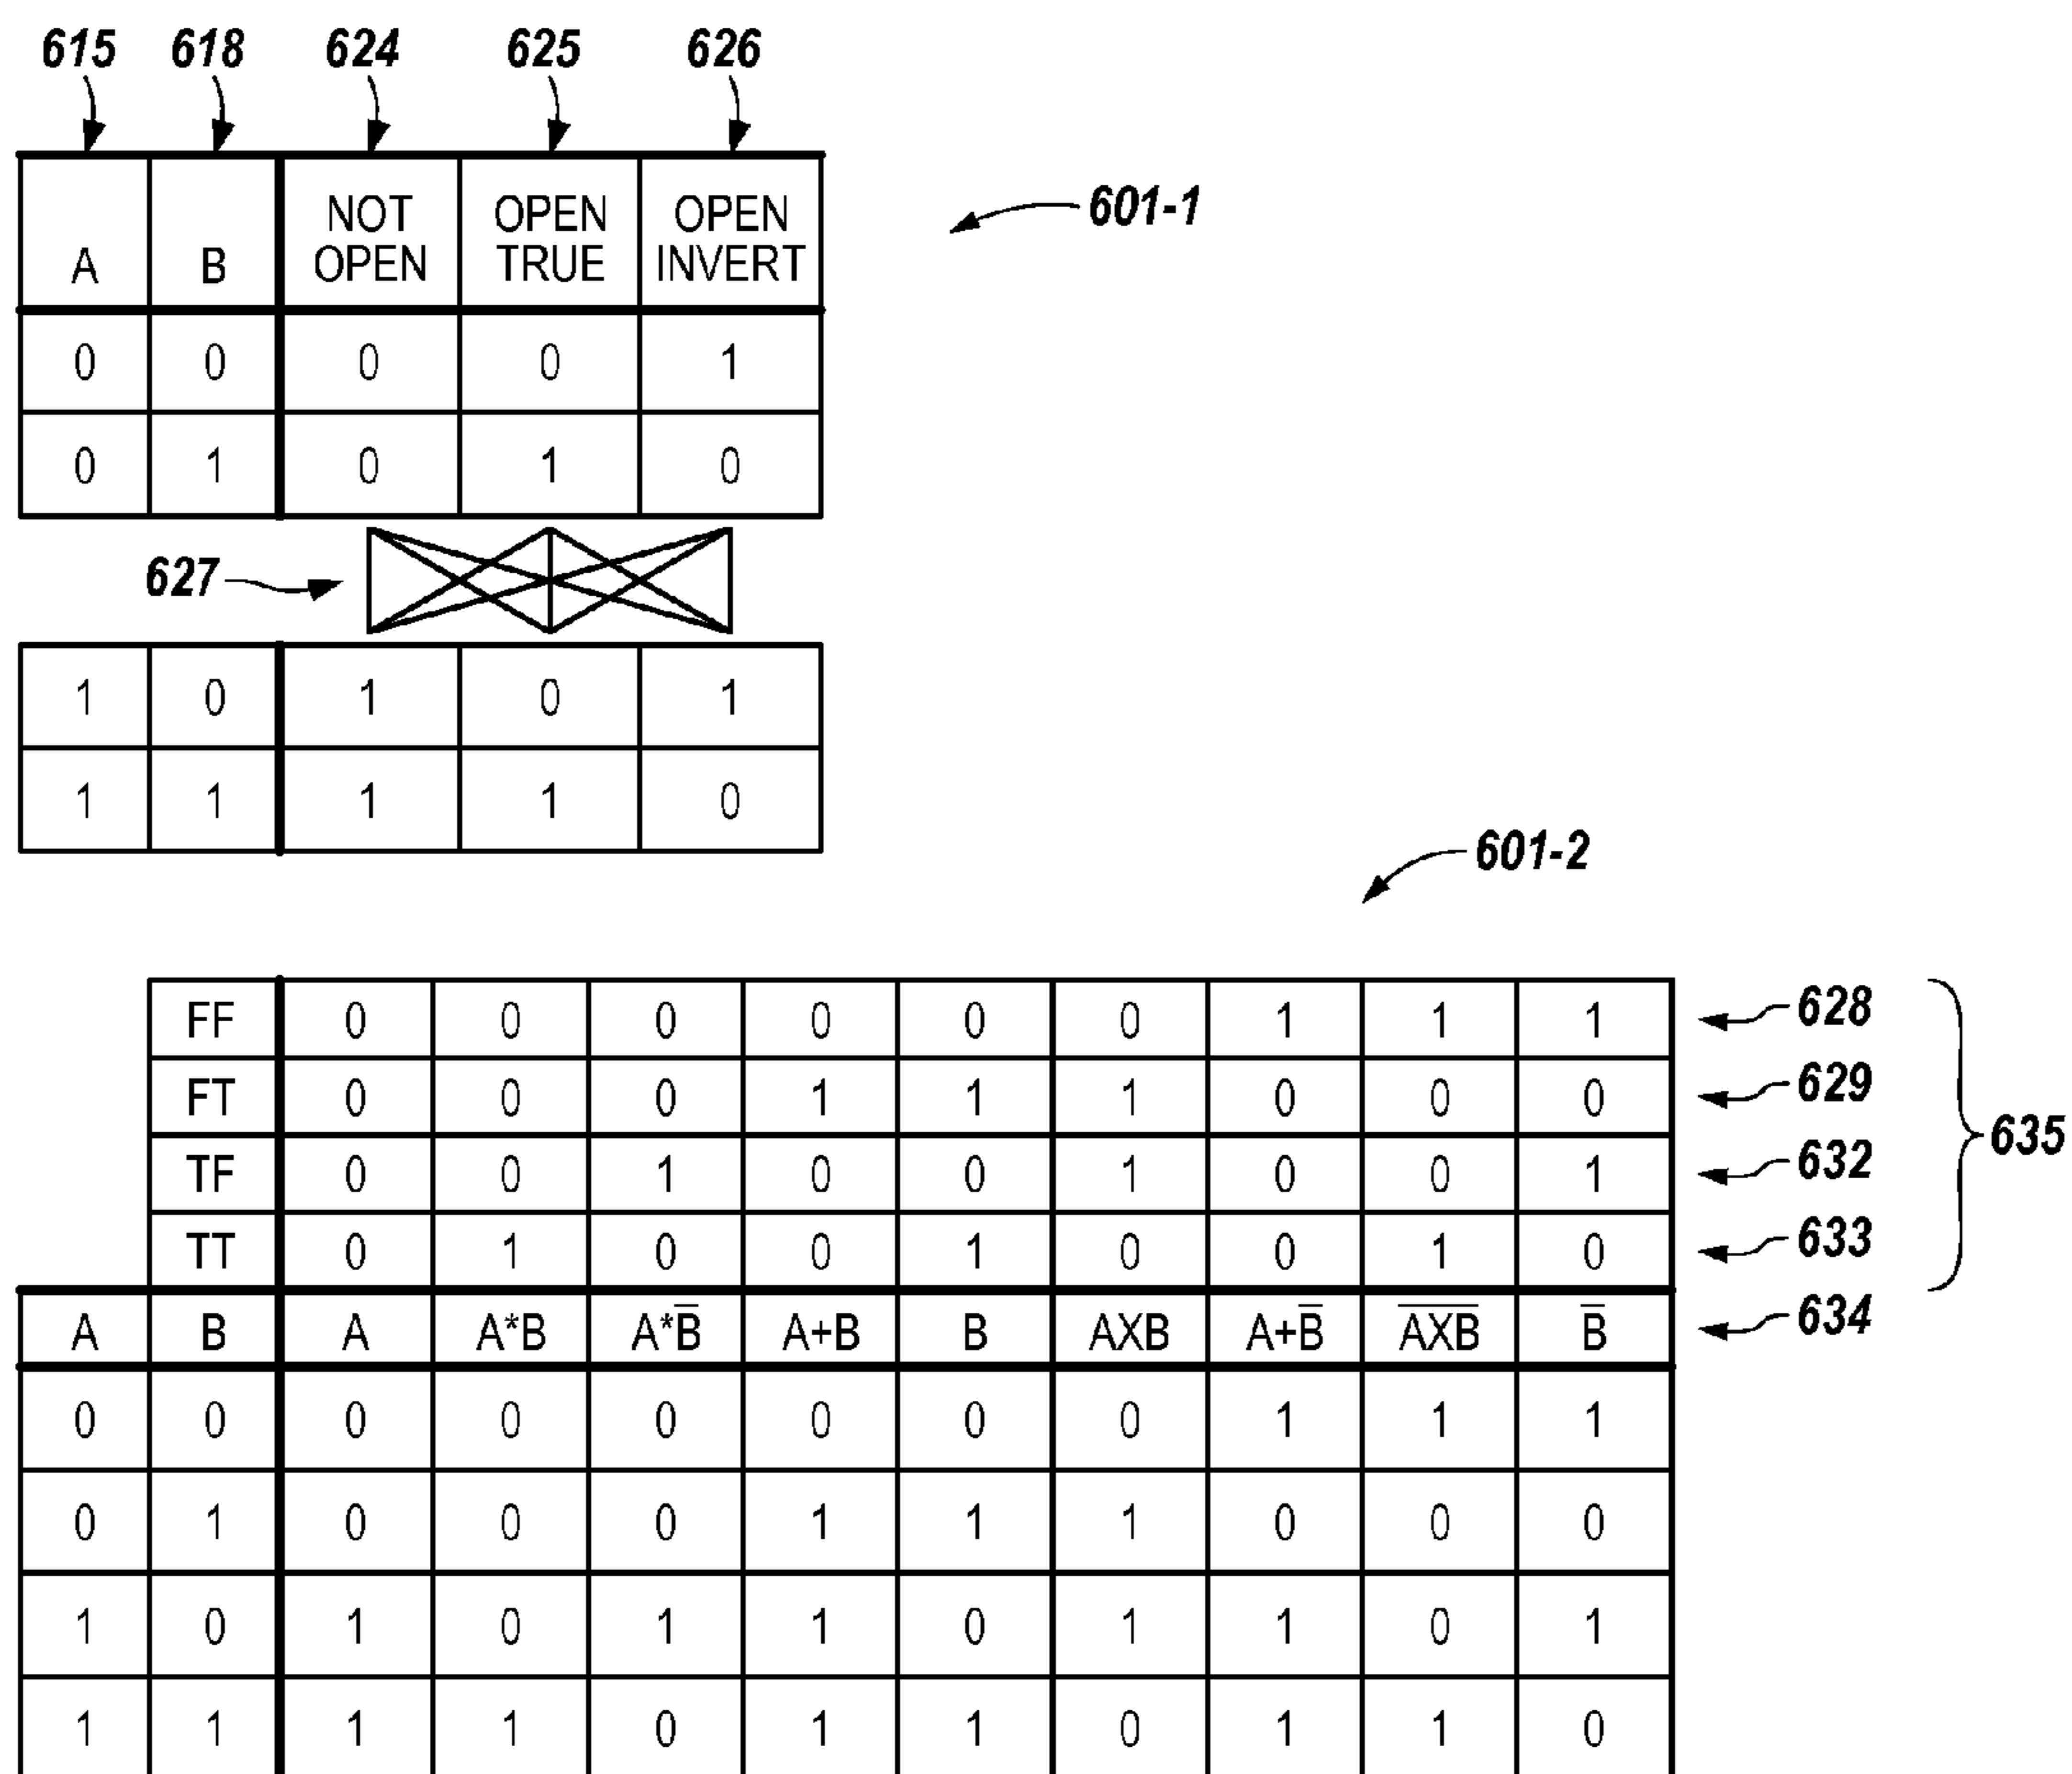 615 618 624 625 626
A B NOT OPEN OPEN TRUE OPEN INVERT
601-1
0 0 0 0 1
0 1 0 1 0
627
1 0 1 0 1
1 1 1 1 0
601-2
FF 0 0 0 0 0 0 1 1 1 628
FT 0 0 0 1 1 1 0 0 0 629
635
TF 0 0 1 0 0 1 0 0 1 632
TT 0 1 0 0 1 0 0 1 0 633
A B A A*B A*B̅ A+B B AXB A+B̅ A̅X̅B̅ B̅ 634
0 0 0 0 0 0 0 0 1 1 1
0 1 0 0 0 1 1 1 0 0 0
1 0 1 0 1 1 0 1 1 0 1
1 1 1 1 0 1 1 0 1 1 0